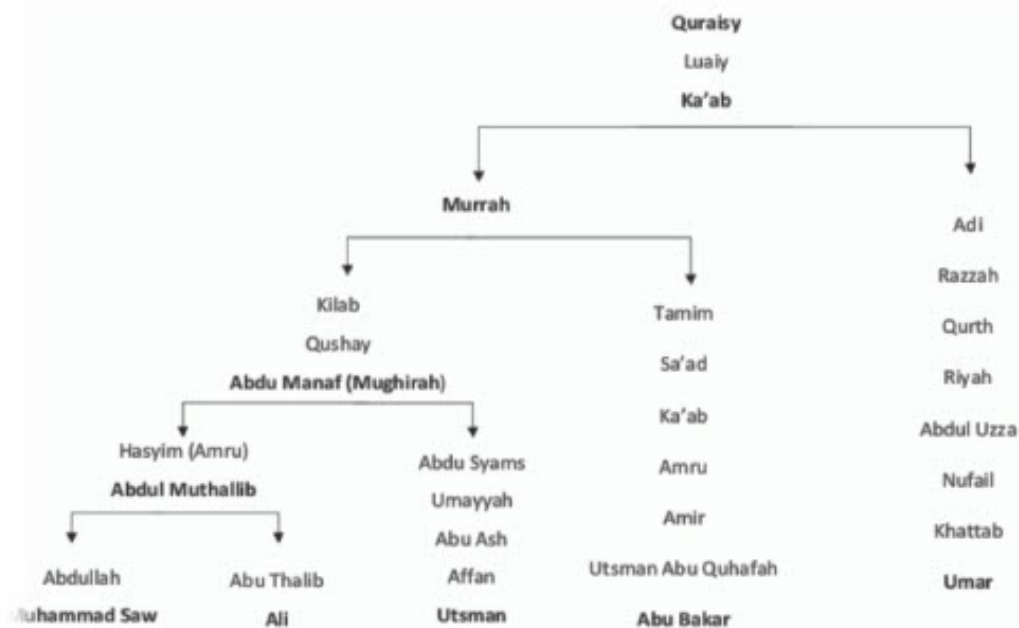 Quraisy
Luaiy
Ka'ab
Murrah
Kilab
Qushay
Abdu Manaf (Mughirah)
Hasyim (Amru)
Abdul Muthallib
Abdullah
Muhammad Saw
Abu Thalib
Ali
Abdu Syams
Umayyah
Abu Ash
Affan
Utsman
Tamim
Sa'ad
Ka'ab
Amru
Amir
Utsman Abu Quhafah
Abu Bakar
Adi
Razzah
Qurth
Riyah
Abdul Uzza
Nufail
Khattab
Umar